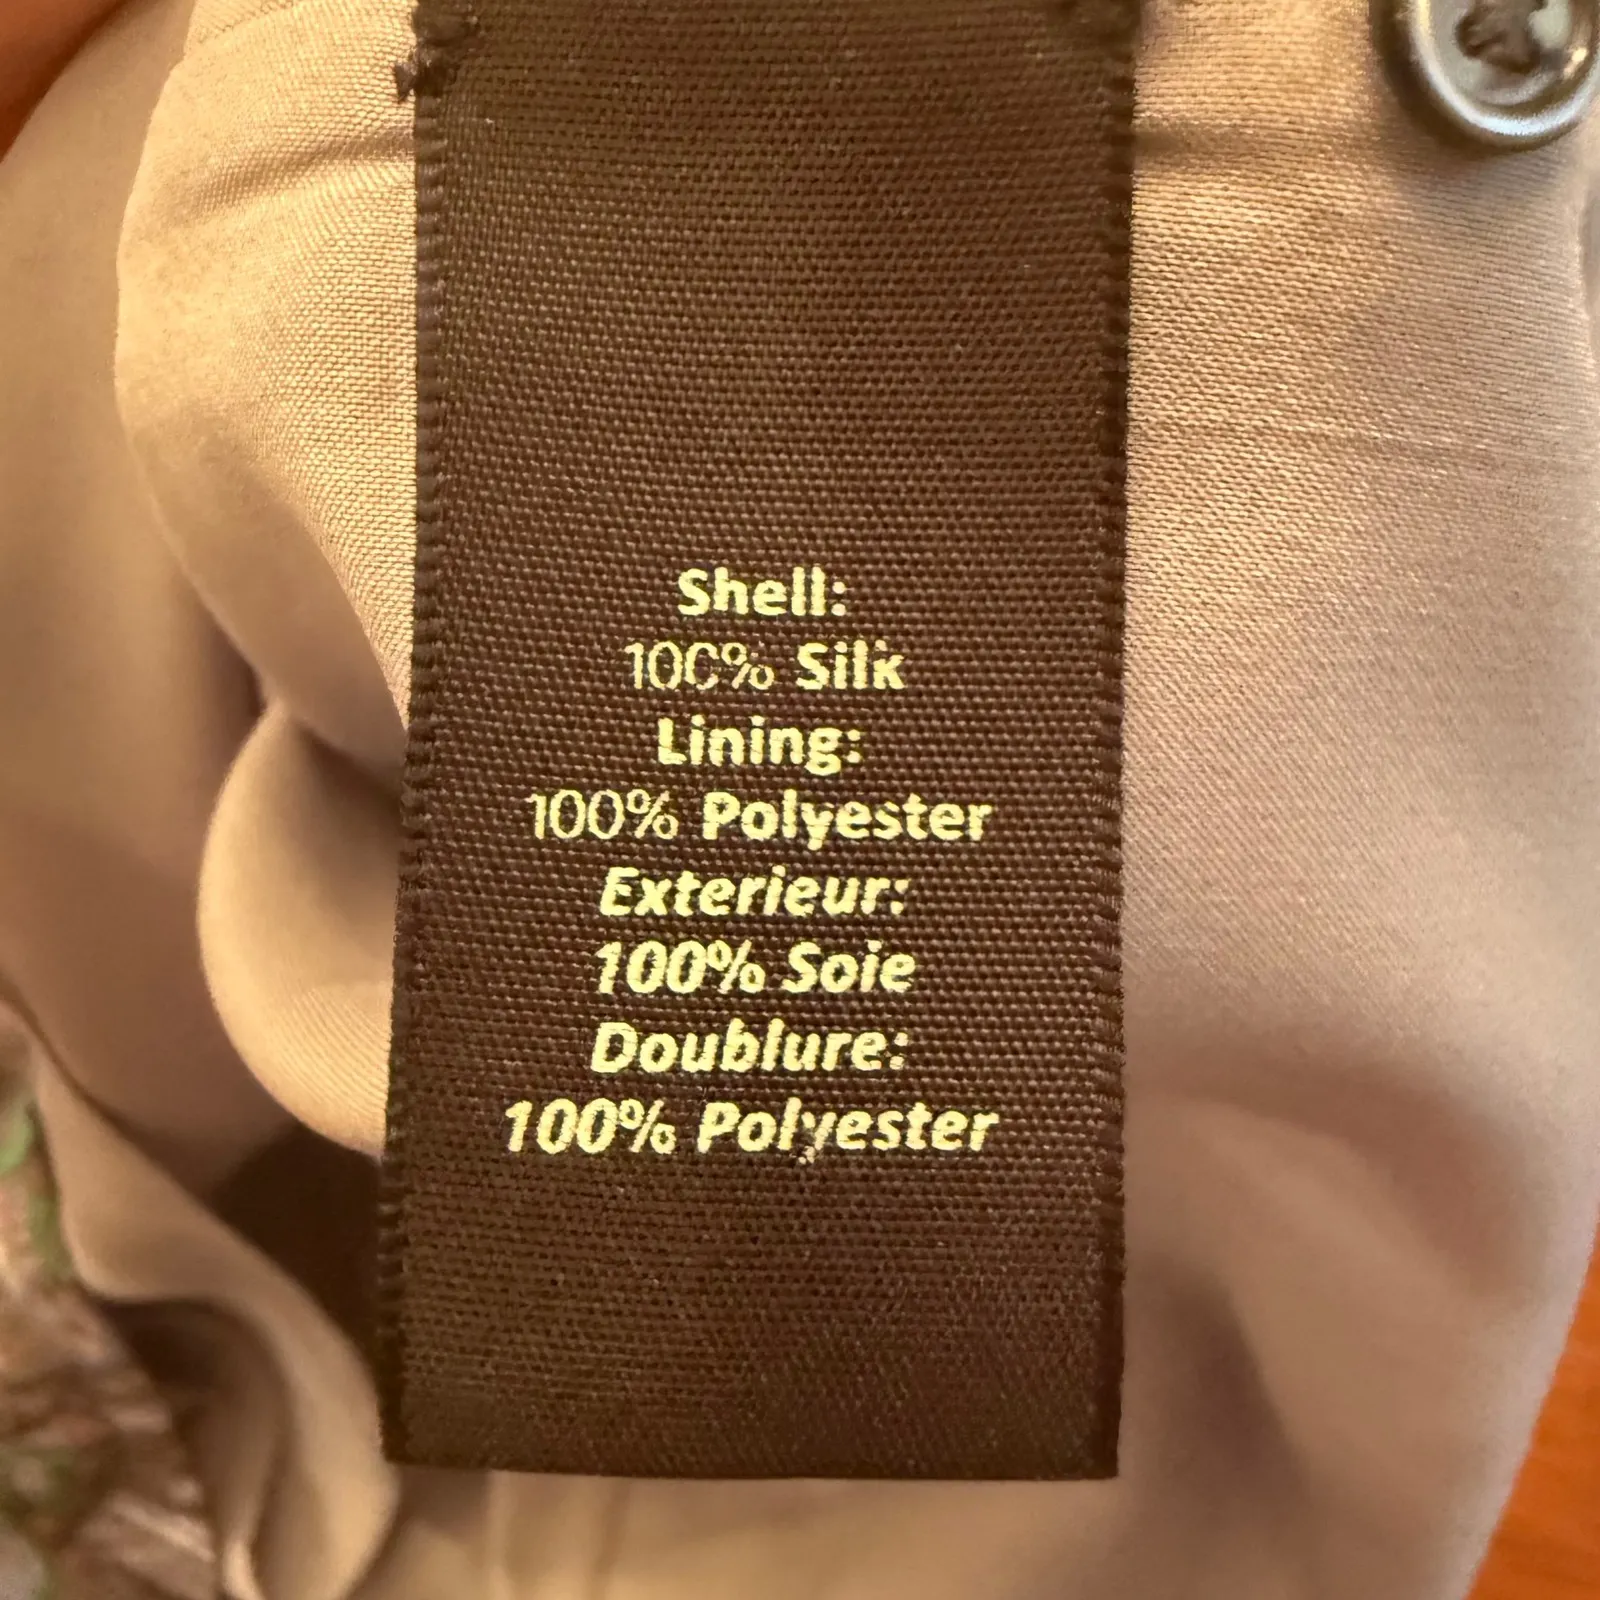 Shell:
100% Silk
Lining:
100% Polyester
Exterieur:
100% Soie
Doublure:
100% Polyester